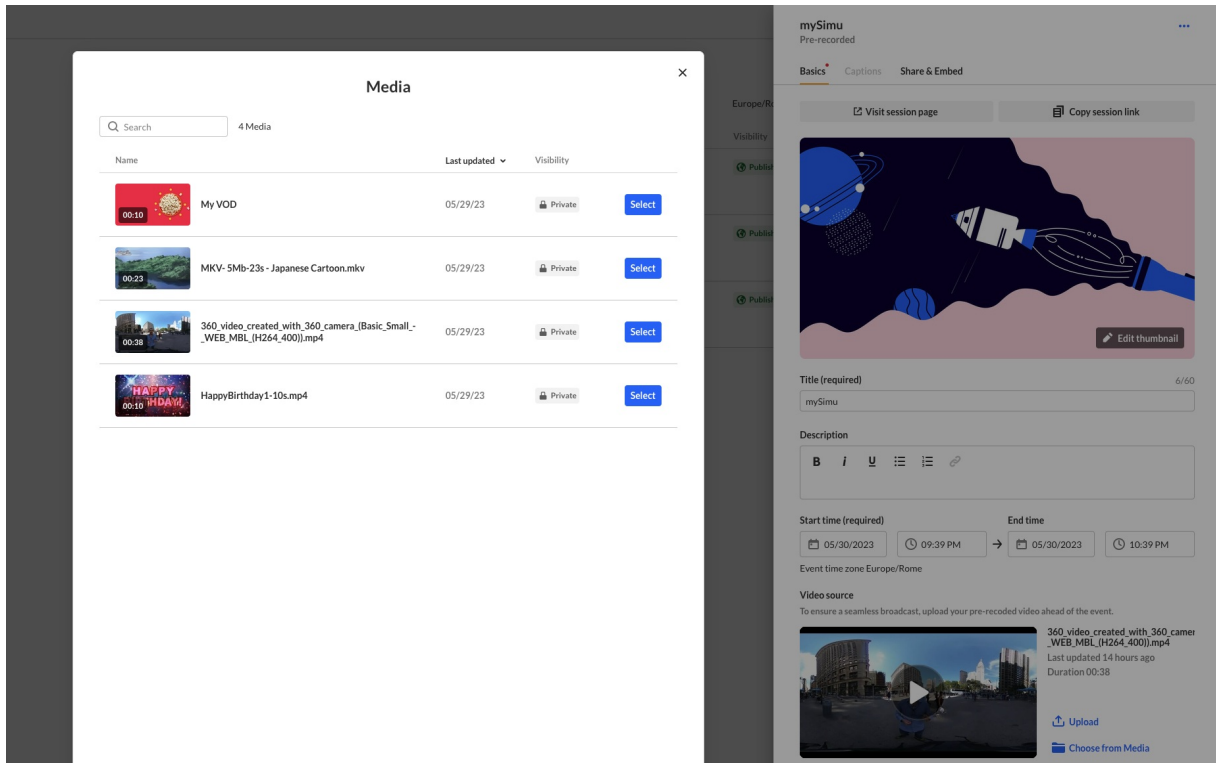 Media
Search
4 Media
Name Last updated Visibility
00:10 My VOD 05/29/23 Private Select
00:23 MKV- 5Mb-23s - Japanese Cartoon.mkv 05/29/23 Private Select
00:38 360_video_created_with_360_camera_(Basic_Small_-
_WEB_MBL_(H264_400)).mp4 05/29/23 Private Select
HAPPY
00:10 HappyBirthday1-10s.mp4 05/29/23 Private Select
Visibility
mySimu
Pre-recorded
Basics Captions Share & Embed
Visit session page Copy session link
Edit thumbnail
Title (required) 6/60
mySimu
Description
B i U
Start time (required) End time
05/30/2023 09:39 PM → 05/30/2023 10:39 PM
Event time zone Europe/Rome
Video source
To ensure a seamless broadcast, upload your pre-recoded video ahead of the event.
360_video_created_with_360_camer
_WEB_MBL_(H264_400)).mp4
Last updated 14 hours ago
Duration 00:38
Upload
Choose from Media